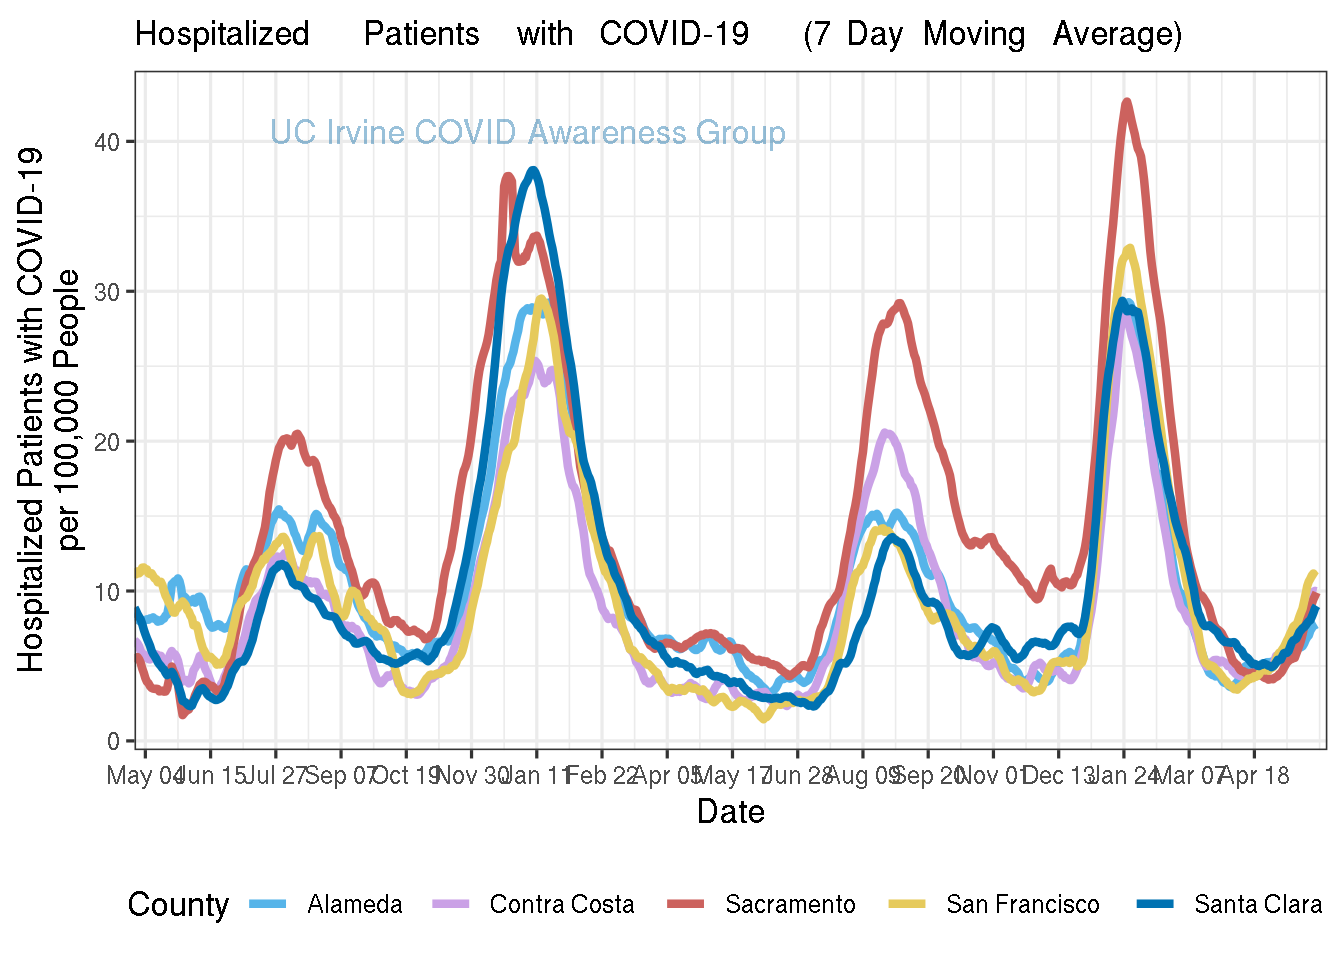 Hospitalized Patients with COVID-19 (7 Day Moving Average)
UC Irvine COVID Awareness Group
Hospitalized Patients with COVID-19
per 100,000 People
40
30
20
10
0
May 04 Jun 15 Jul 27 Sep 07 Oct 19 Nov 30 Jan 11 Feb 22 Apr 05 May 17 Jun 28 Aug 09 Sep 20 Nov 01 Dec 13 Jan 24 Mar 07 Apr 18
Date
County Alameda Contra Costa Sacramento San Francisco Santa Clara